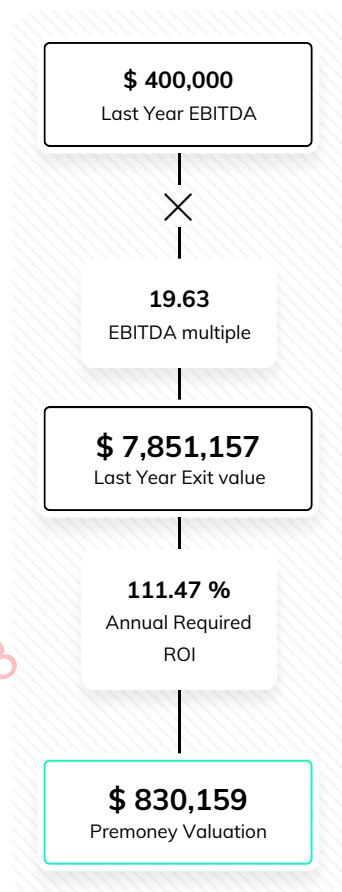 $ 400,000
Last Year EBITDA
19.63
EBITDA multiple
$ 7,851,157
Last Year Exit value
111.47 %
Annual Required
ROI
$ 830,159
Premoney Valuation